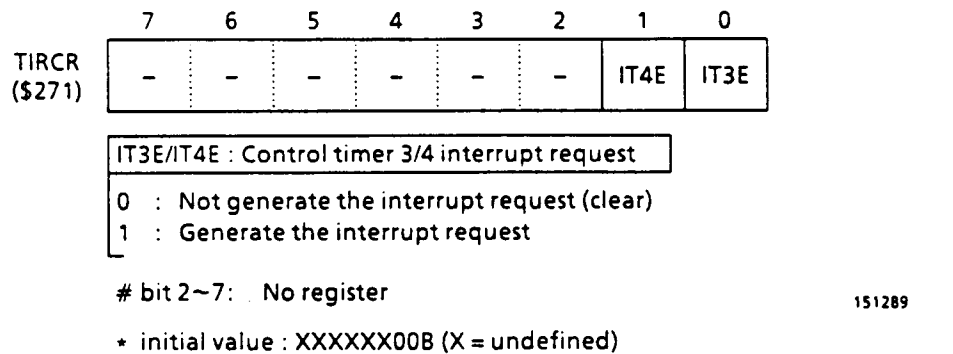 7 6 5 4 3 2 1 0
TIRCR
($271)
– – – – – – IT4E IT3E
IT3E/IT4E : Control timer 3/4 interrupt request
0 : Not generate the interrupt request (clear)
1 : Generate the interrupt request
# bit 2~7: No register
151289
* initial value : XXXXXX00B (X = undefined)